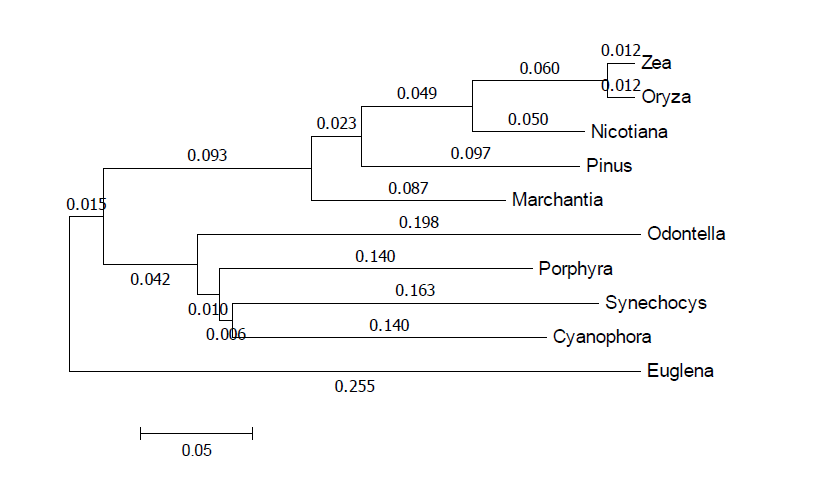 0.012
Zea
0.060
0.012
Oryza
0.049
0.050
Nicotiana
0.023
0.097
Pinus
0.093
0.087
Marchantia
0.015
0.198
Odontella
0.042
0.140
Porphyra
0.010
0.163
Synechocys
0.006
0.140
Cyanophora
Euglena
0.255
0.05